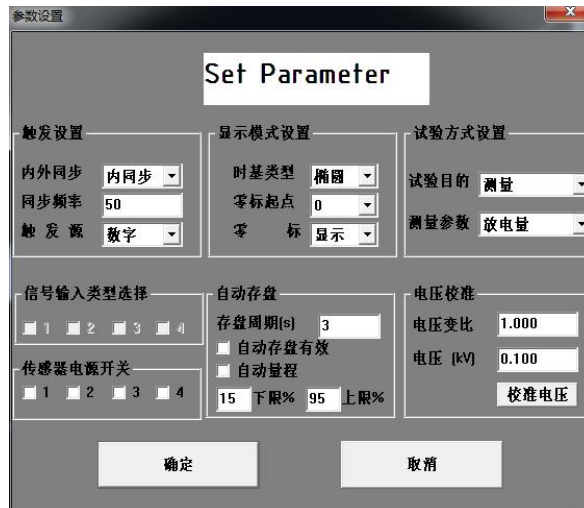 参数设置
Set Parameter
触发设置
内外同步 内同步
同步频率 50
触发源 数字
显示模式设置
时基类型 椭圆
零标起点 0
零标 显示
试验方式设置
试验目的 测量
测量参数 放电量
信号输入类型选择
1 2 3 4
传感器电源开关
1 2 3 4
自动存盘
存盘周期(s) 3
自动存盘有效
自动量程
15 下限% 95 上限%
电压校准
电压变比 1.000
电压 (kV) 0.100
校准电压
确定
取消